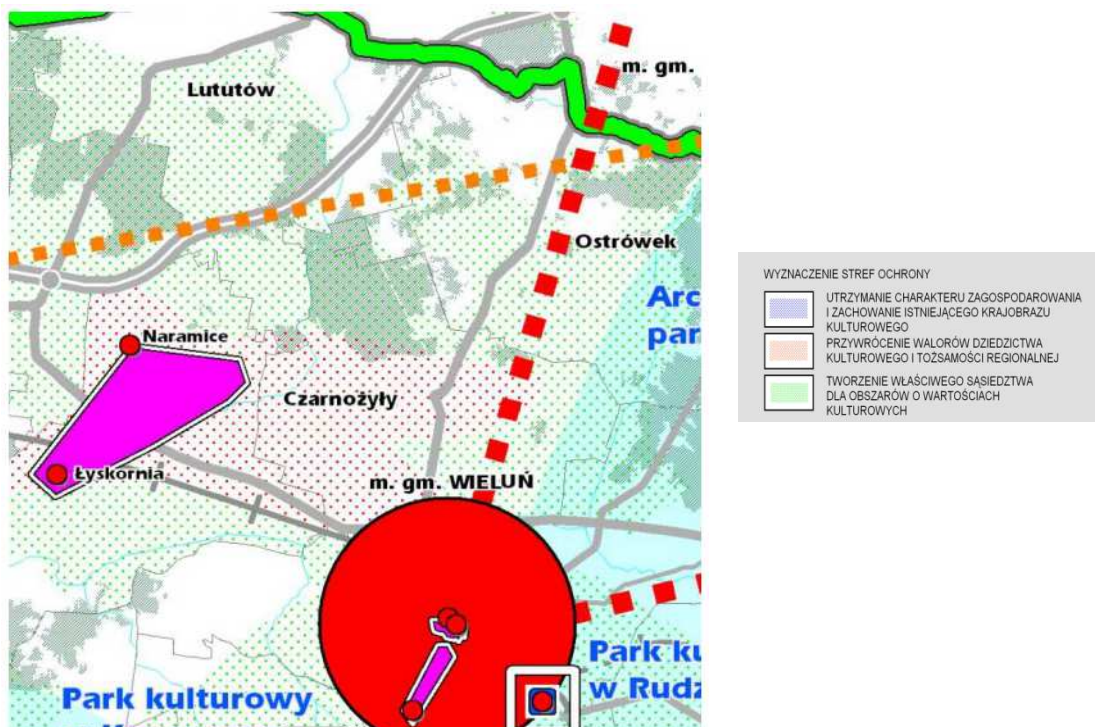 m. gm.
Lututów
Ostrówek
Arc
par
Naramice
Czarnożyły
Łyskornia
m. gm. WIELUŃ
Park ku
w Rudz
Park kulturowy
WYZNACZENIE STREF OCHRONY
UTRZYMANIE CHARAKTERU ZAGOSPODAROWANIA
I ZACHOWANIE ISTNIEJĄCEGO KRAJOBRAZU
KULTUROWEGO
PRZYWRÓCENIE WALORÓW DZIEDZICTWA
KULTUROWEGO I TOŻSAMOŚCI REGIONALNEJ
TWORZENIE WŁAŚCIWEGO SĄSIEDZTWA
DLA OBSZARÓW O WARTOŚCIACH
KULTUROWYCH